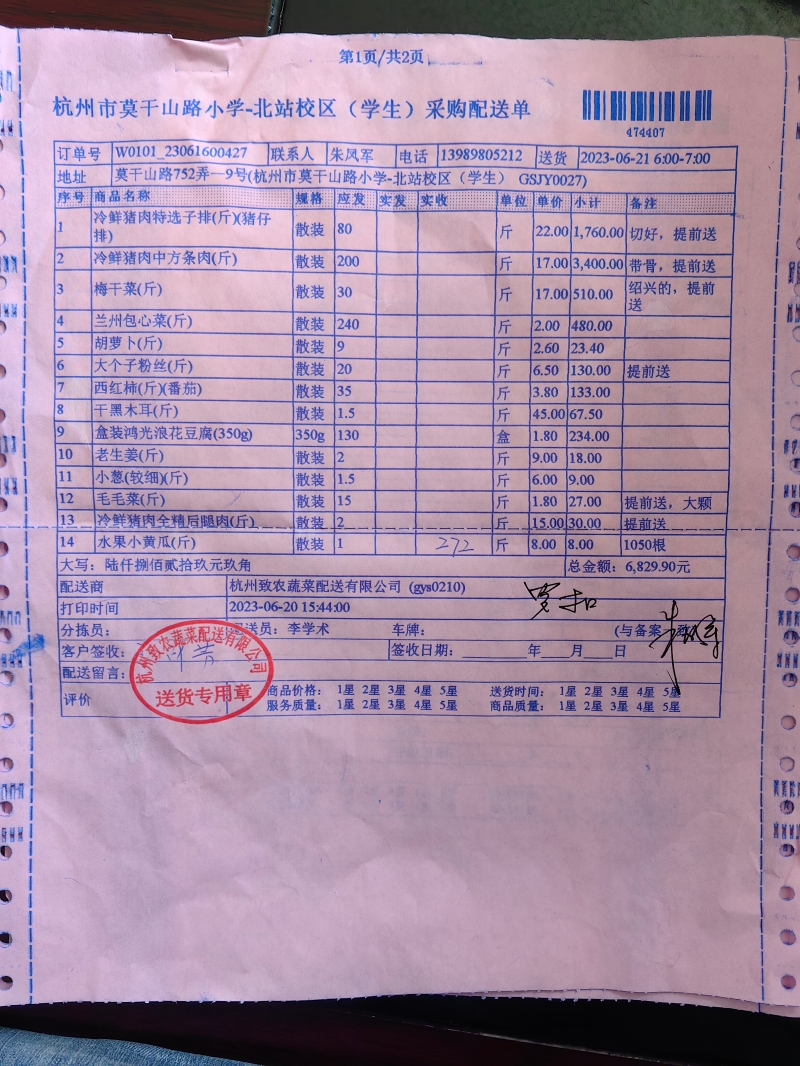 第1页/共2页
杭州市莫干山路小学-北站校区（学生）采购配送单
474407
订单号 W0101_23061600427 联系人 朱凤军 电话 13989805212 送货 2023-06-21 6:00-7:00
地址 莫干山路752弄一9号(杭州市莫干山路小学-北站校区（学生） GSJY0027)
序号 商品名称 规格 应发 实发 实收 单位 单价 小计 备注
1 冷鲜猪肉特选子排(斤)(猪仔排) 散装 80 斤 22.00 1,760.00 切好，提前送
2 冷鲜猪肉中方条肉(斤) 散装 200 斤 17.00 3,400.00 带骨，提前送
3 梅干菜(斤) 散装 30 斤 17.00 510.00 绍兴的，提前送
4 兰州包心菜(斤) 散装 240 斤 2.00 480.00
5 胡萝卜(斤) 散装 9 斤 2.60 23.40
6 大个子粉丝(斤) 散装 20 斤 6.50 130.00 提前送
7 西红柿(斤)(番茄) 散装 35 斤 3.80 133.00
8 干黑木耳(斤) 散装 1.5 斤 45.00 67.50
9 盒装鸿光浪花豆腐(350g) 350g 130 盒 1.80 234.00
10 老生姜(斤) 散装 2 斤 9.00 18.00
11 小葱(较细)(斤) 散装 1.5 斤 6.00 9.00
12 毛毛菜(斤) 散装 15 斤 1.80 27.00 提前送，大颗
13 冷鲜猪肉全精后腿肉(斤) 散装 2 斤 15.00 30.00 提前送
14 水果小黄瓜(斤) 散装 1 272 斤 8.00 8.00 1050根
大写：陆仟捌佰贰拾玖元玖角 总金额：6,829.90元
配送商 杭州致农蔬菜配送有限公司 (gys0210)
打印时间 2023-06-20 15:44:00
分拣员： 送员：李学术 车牌： (与备案
客户签收： 签收日期： 年 月 日
配送留言：
杭州致农蔬菜配送有限公司
送货专用章
评价 商品价格： 1星 2星 3星 4星 5星 送货时间： 1星 2星 3星 4星 5星
服务质量： 1星 2星 3星 4星 5星 商品质量： 1星 2星 3星 4星 5星